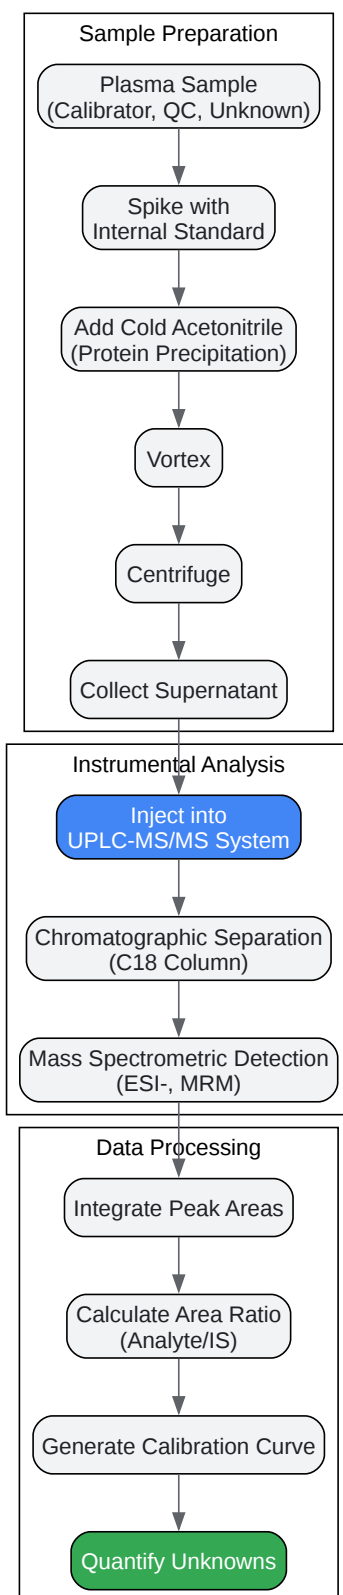 Sample Preparation
Plasma Sample
(Calibrator, QC, Unknown)
Spike with
Internal Standard
Add Cold Acetonitrile
(Protein Precipitation)
Vortex
Centrifuge
Collect Supernatant
Instrumental Analysis
Inject into
UPLC-MS/MS System
Chromatographic Separation
(C18 Column)
Mass Spectrometric Detection
(ESI-, MRM)
Data Processing
Integrate Peak Areas
Calculate Area Ratio
(Analyte/IS)
Generate Calibration Curve
Quantify Unknowns